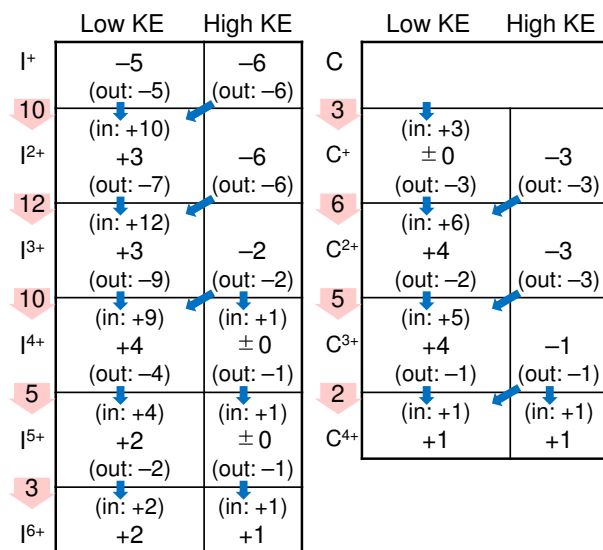 Low KE High KE
I⁺ –5 –6
(out: –5) (out: –6)
10
(in: +10)
I²⁺ +3 –6
(out: –7) (out: –6)
12
(in: +12)
I³⁺ +3 –2
(out: –9) (out: –2)
10
(in: +9) (in: +1)
I⁴⁺ +4 ±0
(out: –4) (out: –1)
5
(in: +4) (in: +1)
I⁵⁺ +2 ±0
(out: –2) (out: –1)
3
(in: +2) (in: +1)
I⁶⁺ +2 +1
Low KE High KE
C
3
(in: +3)
C⁺ ±0 –3
(out: –3) (out: –3)
6
(in: +6)
C²⁺ +4 –3
(out: –2) (out: –3)
5
(in: +5)
C³⁺ +4 –1
(out: –1) (out: –1)
2
(in: +1) (in: +1)
C⁴⁺ +1 +1